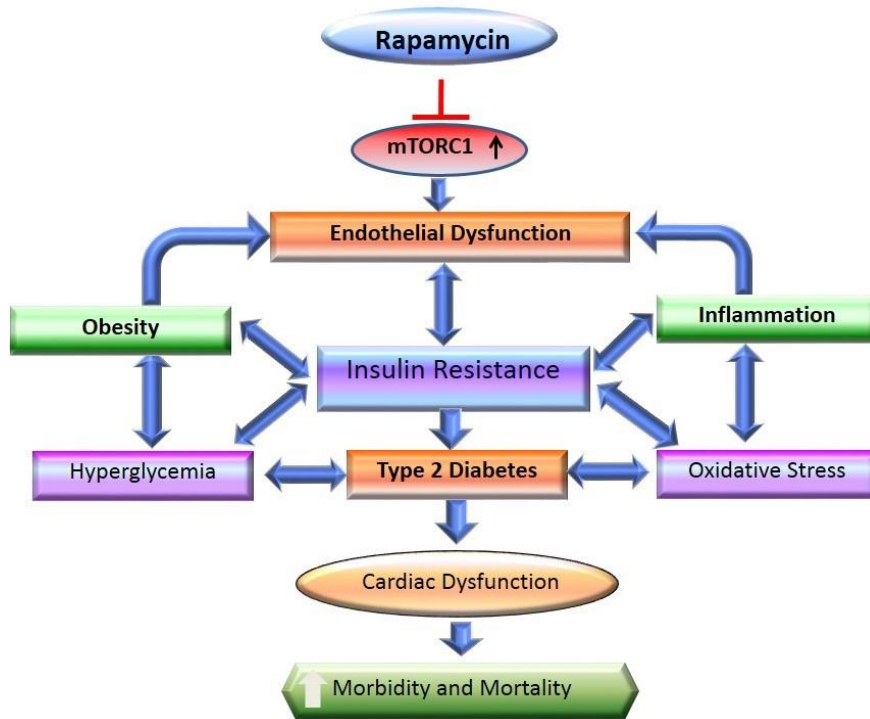 Rapamycin
mTORC1 ↑
Endothelial Dysfunction
Obesity
Inflammation
Insulin Resistance
Hyperglycemia
Type 2 Diabetes
Oxidative Stress
Cardiac Dysfunction
Morbidity and Mortality